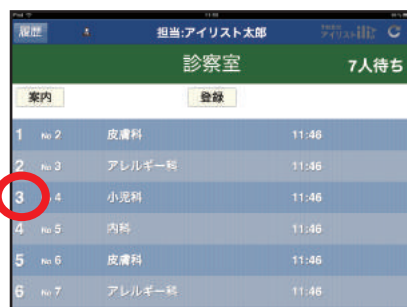 履歴 担当:アイリスト太郎 アイリスト
診察室 7人待ち
案内 登録
1 No 2 皮膚科 11:46
2 No 3 アレルギー科 11:46
3 4 小児科 11:46
4 No 5 内科 11:46
5 No 6 皮膚科 11:46
6 No 7 アレルギー科 11:46